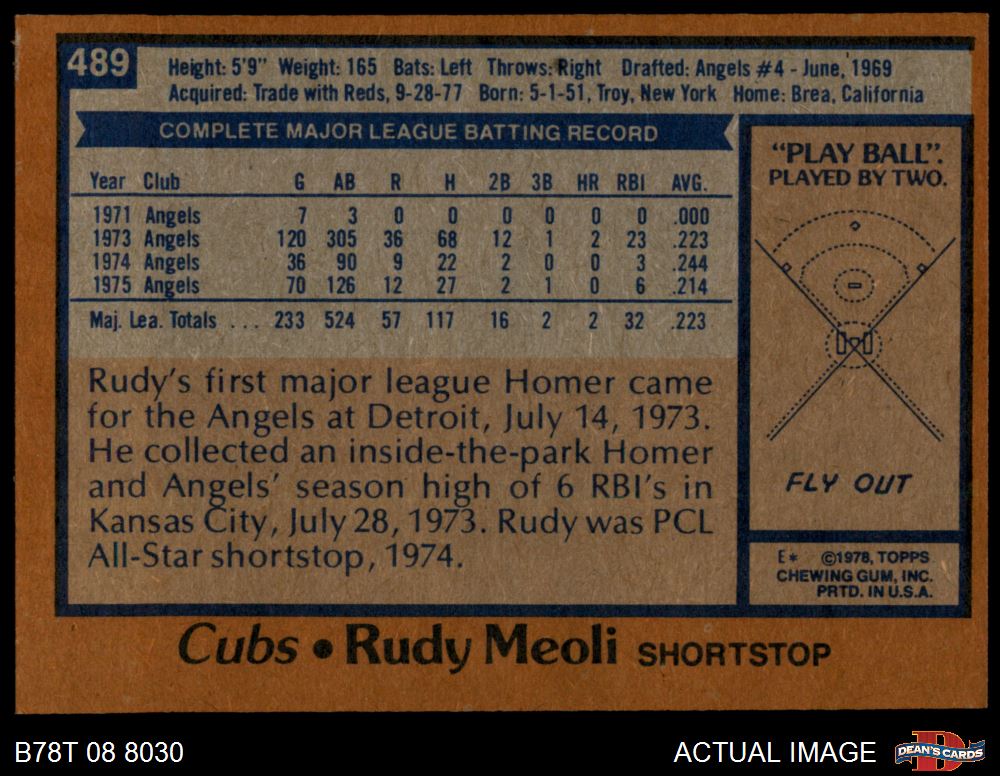 489
Height: 5'9" Weight: 165 Bats: Left Throws: Right Drafted: Angels #4 - June, 1969
Acquired: Trade with Reds, 9-28-77 Born: 5-1-51, Troy, New York Home: Brea, California
COMPLETE MAJOR LEAGUE BATTING RECORD
Year Club G AB R H 2B 3B HR RBI AVG.
1971 Angels 7 3 0 0 0 0 0 0 .000
1973 Angels 120 305 36 68 12 1 2 23 .223
1974 Angels 36 90 9 22 2 0 0 3 .244
1975 Angels 70 126 12 27 2 1 0 6 .214
Maj. Lea. Totals ... 233 524 57 117 16 2 2 32 .223
Rudy's first major league Homer came
for the Angels at Detroit, July 14, 1973.
He collected an inside-the-park Homer
and Angels' season high of 6 RBI's in
Kansas City, July 28, 1973. Rudy was PCL
All-Star shortstop, 1974.
"PLAY BALL".
PLAYED BY TWO.
FLY OUT
E* ©1978, TOPPS
CHEWING GUM, INC.
PRTD. IN U.S.A.
Cubs • Rudy Meoli SHORTSTOP
B78T 08 8030
ACTUAL IMAGE
D
DEAN'S CARDS